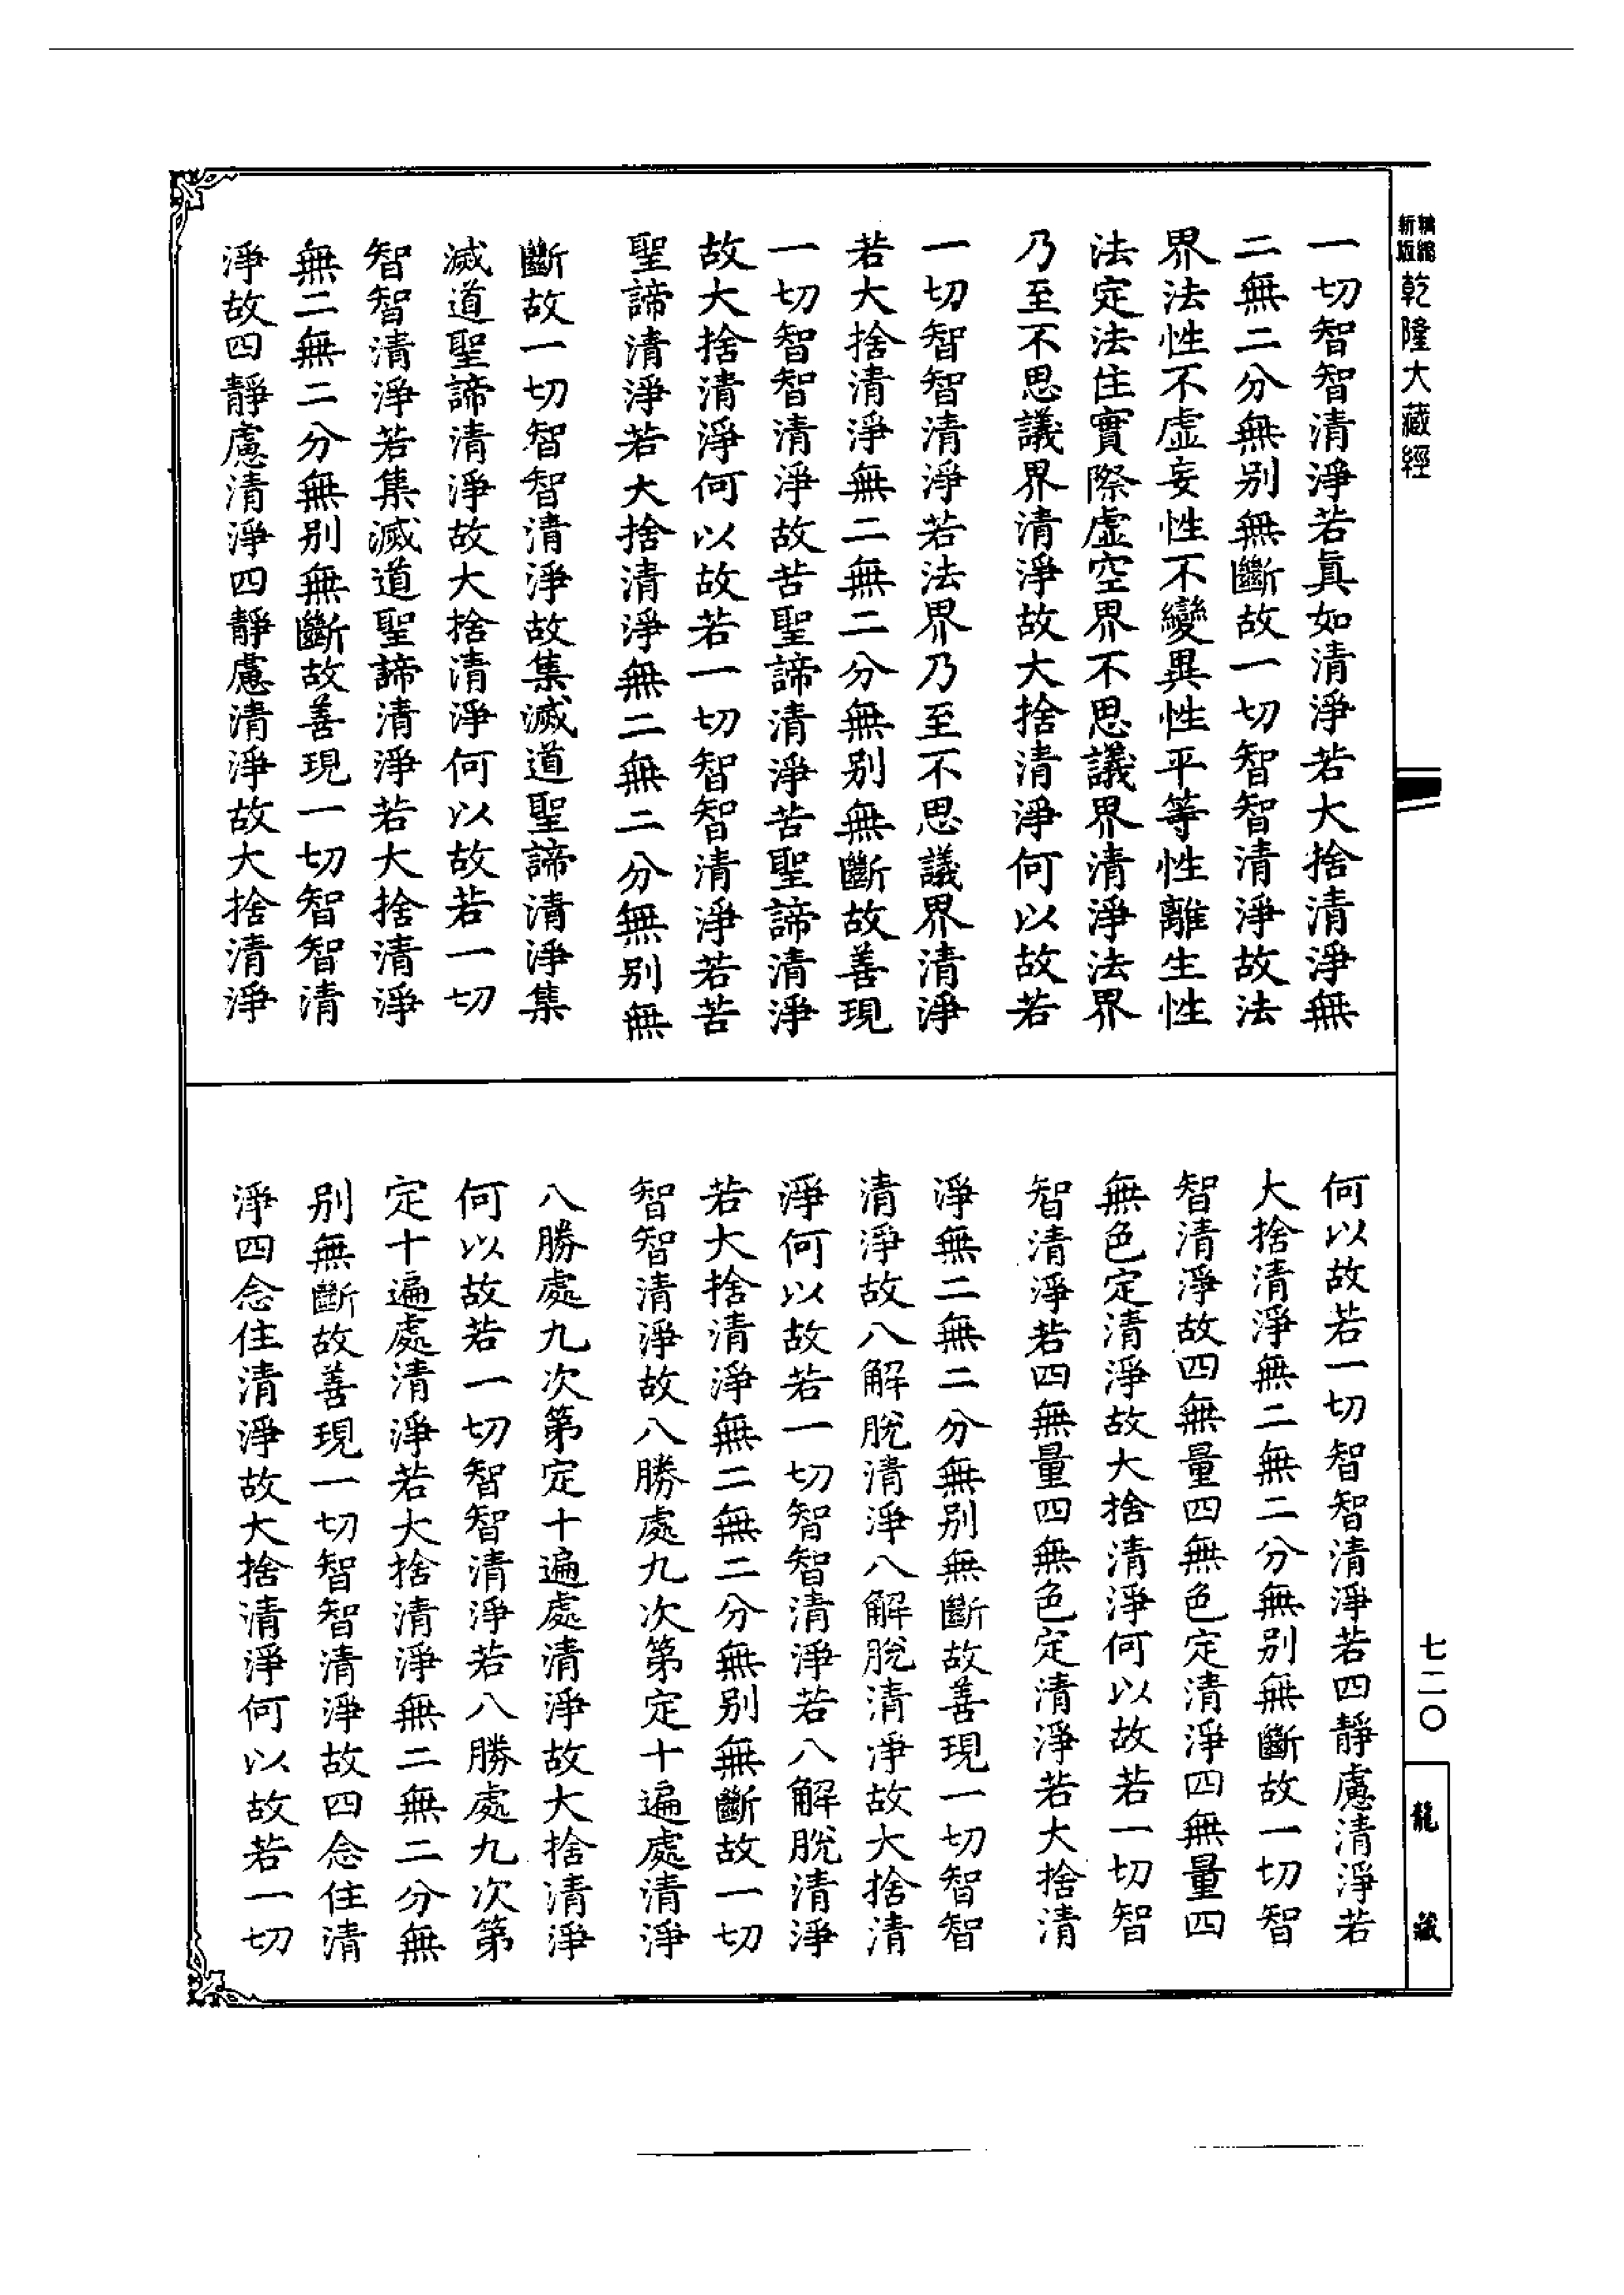 新版精縮乾隆大藏經
一切智智清淨若真如清淨若大捨清淨無
二無二分無別無斷故一切智智清淨故法
界法性不虛妄性不變異性平等性離生性
法定法住實際虛空界不思議界清淨法界
乃至不思議界清淨故大捨清淨何以故若
一切智智清淨若法界乃至不思議界清淨
若大捨清淨無二無二分無別無斷故善現
一切智智清淨故苦聖諦清淨苦聖諦清淨
故大捨清淨何以故若一切智智清淨若苦
聖諦清淨若大捨清淨無二無二分無別無
斷故一切智智清淨故集滅道聖諦清淨集
滅道聖諦清淨故大捨清淨何以故若一切
智智清淨若集滅道聖諦清淨若大捨清淨
無二無二分無別無斷故善現一切智智清
淨故四靜慮清淨四靜慮清淨故大捨清淨
何以故若一切智智清淨若四靜慮清淨若
大捨清淨無二無二分無別無斷故一切智
智清淨故四無量四無色定清淨四無量四
無色定清淨故大捨清淨何以故若一切智
智清淨若四無量四無色定清淨若大捨清
淨無二無二分無別無斷故善現一切智智
清淨故八解脫清淨八解脫清淨故大捨清
淨何以故若一切智智清淨若八解脫清淨
若大捨清淨無二無二分無別無斷故一切
智智清淨故八勝處九次第定十遍處清淨
八勝處九次第定十遍處清淨故大捨清淨
何以故若一切智智清淨若八勝處九次第
定十遍處清淨若大捨清淨無二無二分無
別無斷故善現一切智智清淨故四念住清
淨四念住清淨故大捨清淨何以故若一切
七二〇
龍藏